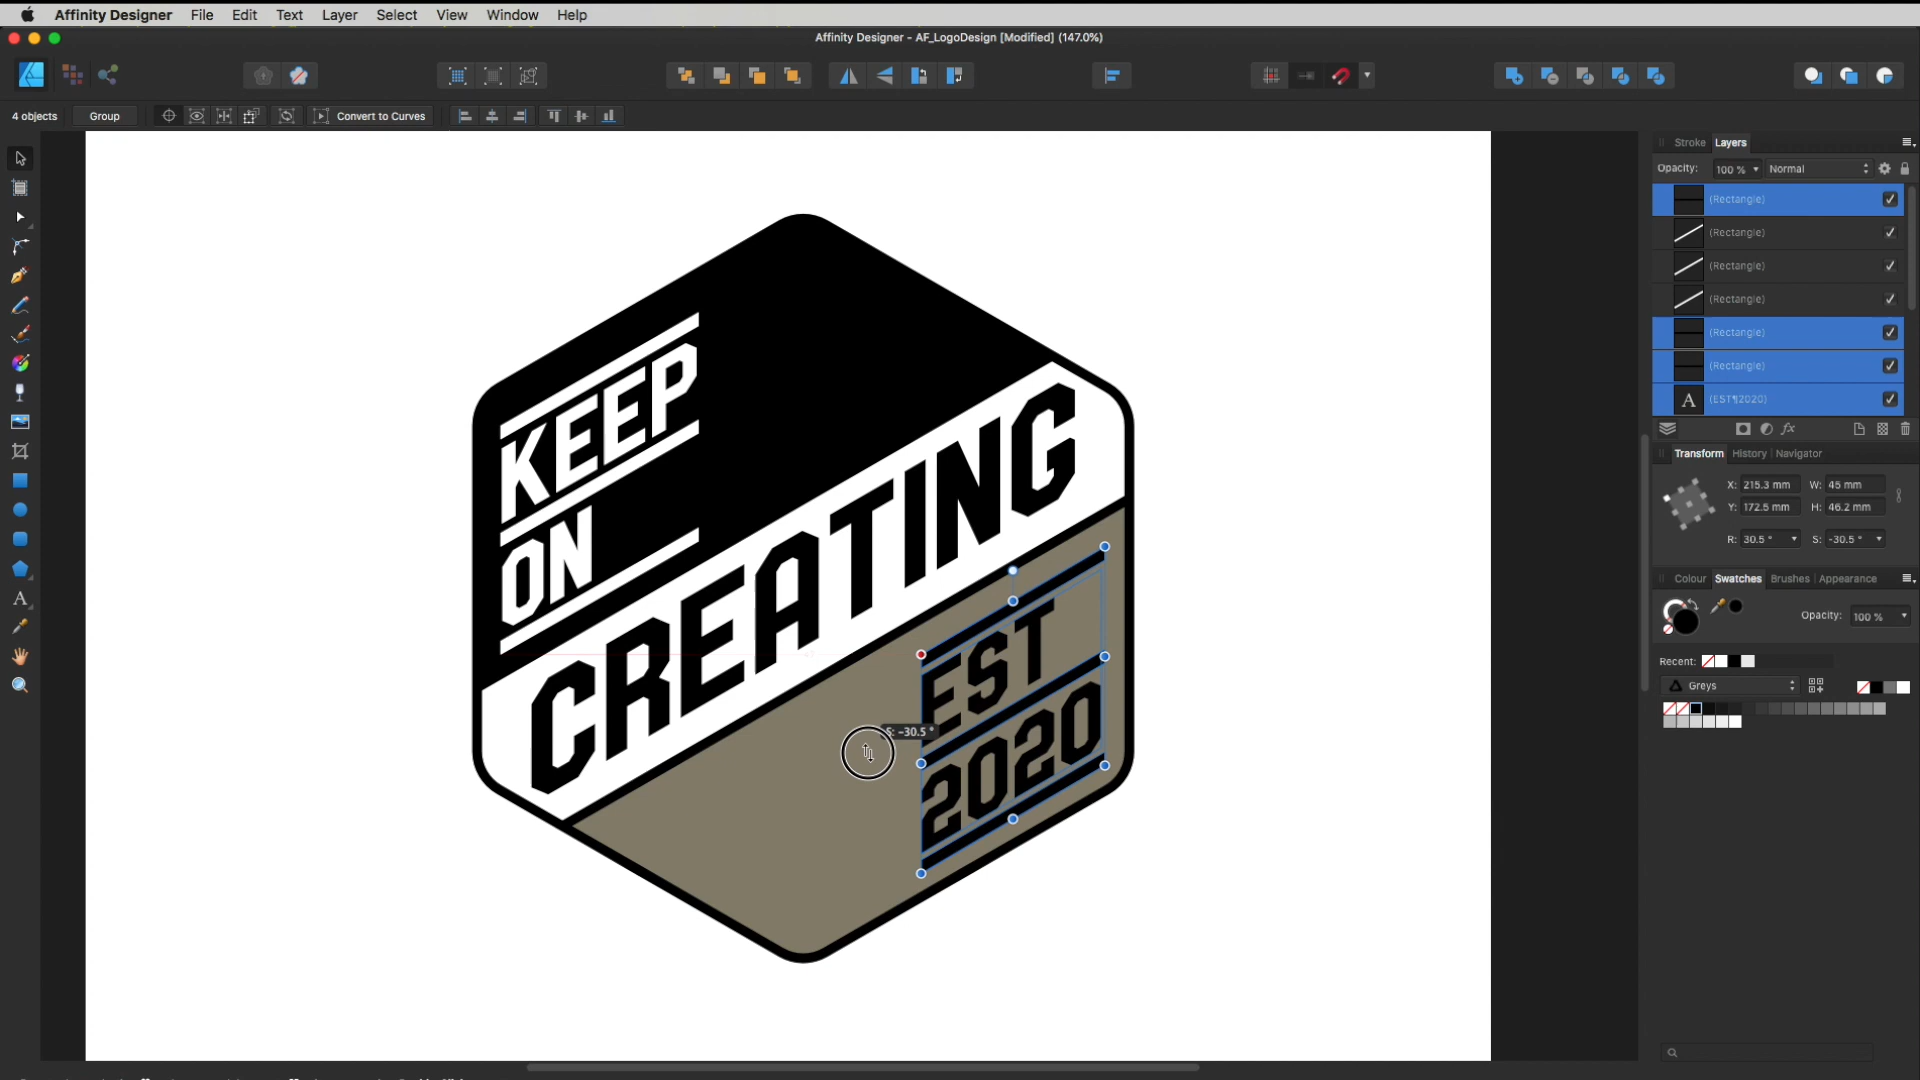 Affinity Designer File Edit Text Layer Select View Window Help
Affinity Designer - AF_LogoDesign [Modified] (147.0%)
4 objects Group Convert to Curves
Stroke Layers
Opacity: 100 % Normal
(Rectangle)
(Rectangle)
(Rectangle)
(Rectangle)
(Rectangle)
(Rectangle)
A (EST¶2020)
fx
Transform History Navigator
X: 215.3 mm W: 45 mm
Y: 172.5 mm H: 46.2 mm
R: 30.5 ° S: -30.5 °
Colour Swatches Brushes Appearance
Opacity: 100 %
Recent:
Greys
KEEP
ON
CREATING
EST
2020
S: -30.5 °